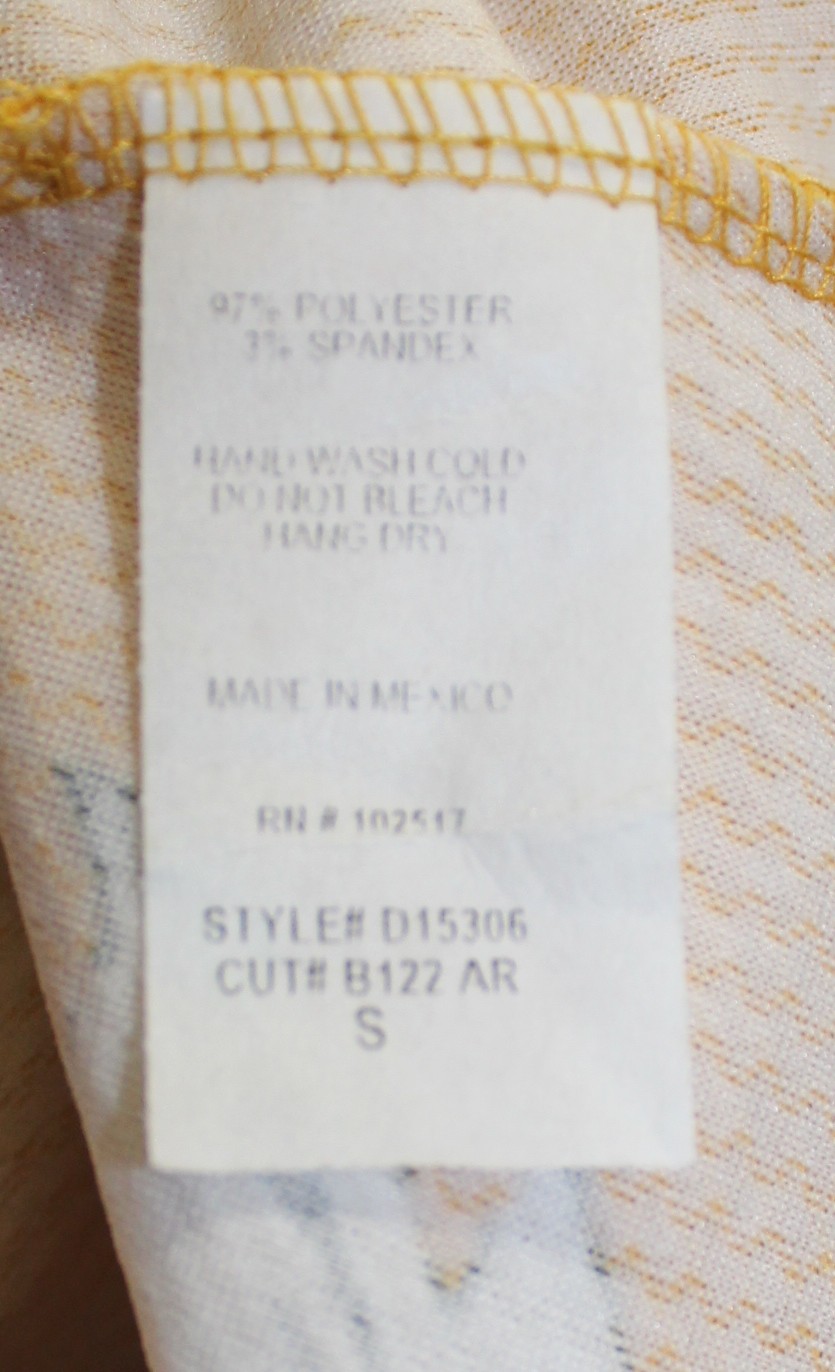 97% POLYESTER
3% SPANDEX
HAND WASH COLD
DO NOT BLEACH
HANG DRY
MADE IN MEXICO
RN # 102517
STYLE# D15306
CUT# B122 AR
S